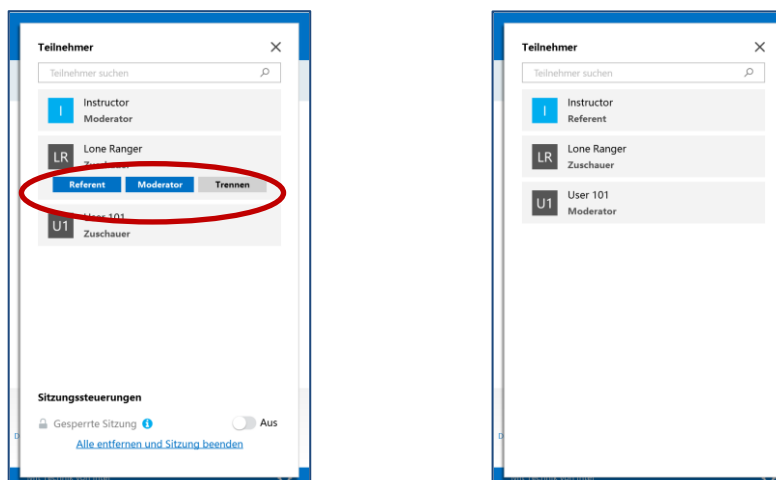 Teilnehmer
Teilnehmer suchen
I
Instructor
Moderator
LR
Lone Ranger
Zuschauer
Referent Moderator Trennen
U1
User 101
Zuschauer
Sitzungssteuerungen
Gesperrte Sitzung Aus
Alle entfernen und Sitzung beenden
Teilnehmer
Teilnehmer suchen
I
Instructor
Referent
LR
Lone Ranger
Zuschauer
U1
User 101
Moderator